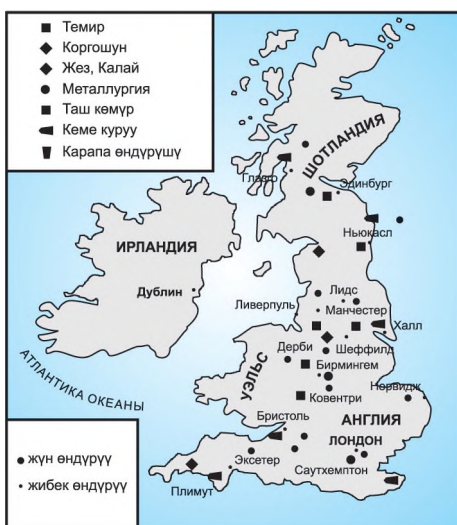 Темир
Коргошун
Жез, Калай
Металлургия
Таш көмүр
Кеме куруу
Карапа өндүрүшү
ШОТЛАНДИЯ
Глазго
Эдинбург
Ньюкасл
ИРЛАНДИЯ
Дублин
Лидс
Ливерпуль
Манчестер
Халл
Дерби
Шеффилд
УЭЛЬС
Бирмингем
Норвидж
Ковентри
АТЛАНТИКА ОКЕАНЫ
Бристоль
АНГЛИЯ
ЛОНДОН
Эксетер
Саутхемптон
Плимут
жүн өндүрүү
жибек өндүрүү